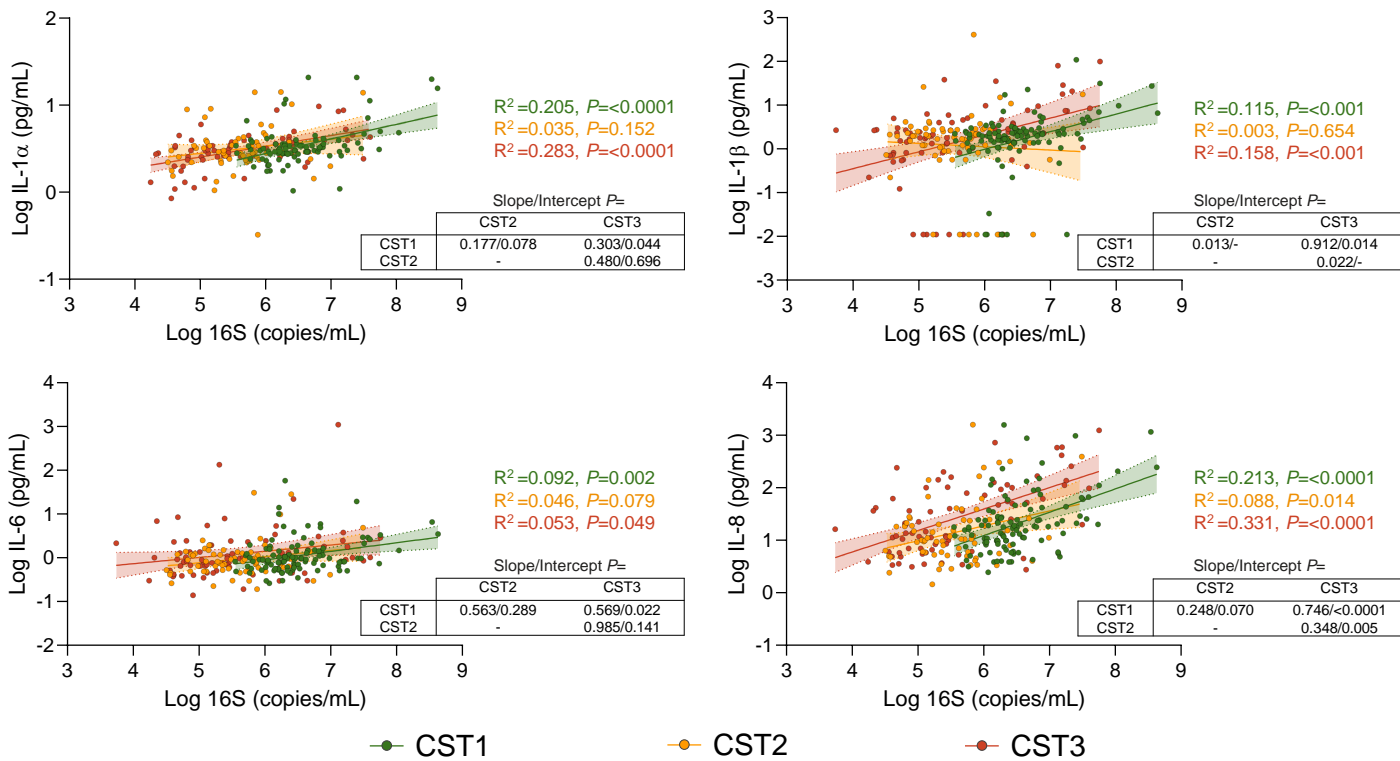 Log IL-1α (pg/mL)
2
1
0
-1
3 4 5 6 7 8 9
Log 16S (copies/mL)
R²=0.205, P=<0.0001
R²=0.035, P=0.152
R²=0.283, P=<0.0001
Slope/Intercept P=
CST2 CST3
CST1 0.177/0.078 0.303/0.044
CST2 - 0.480/0.696
Log IL-1β (pg/mL)
3
2
1
0
-1
-2
-3
3 4 5 6 7 8 9
Log 16S (copies/mL)
R²=0.115, P=<0.001
R²=0.003, P=0.654
R²=0.158, P=<0.001
Slope/Intercept P=
CST2 CST3
CST1 0.013/- 0.912/0.014
CST2 - 0.022/-
Log IL-6 (pg/mL)
4
3
2
1
0
-1
-2
3 4 5 6 7 8 9
Log 16S (copies/mL)
R²=0.092, P=0.002
R²=0.046, P=0.079
R²=0.053, P=0.049
Slope/Intercept P=
CST2 CST3
CST1 0.563/0.289 0.569/0.022
CST2 - 0.985/0.141
Log IL-8 (pg/mL)
4
3
2
1
0
-1
3 4 5 6 7 8 9
Log 16S (copies/mL)
R²=0.213, P=<0.0001
R²=0.088, P=0.014
R²=0.331, P=<0.0001
Slope/Intercept P=
CST2 CST3
CST1 0.248/0.070 0.746/<0.0001
CST2 - 0.348/0.005
CST1 CST2 CST3